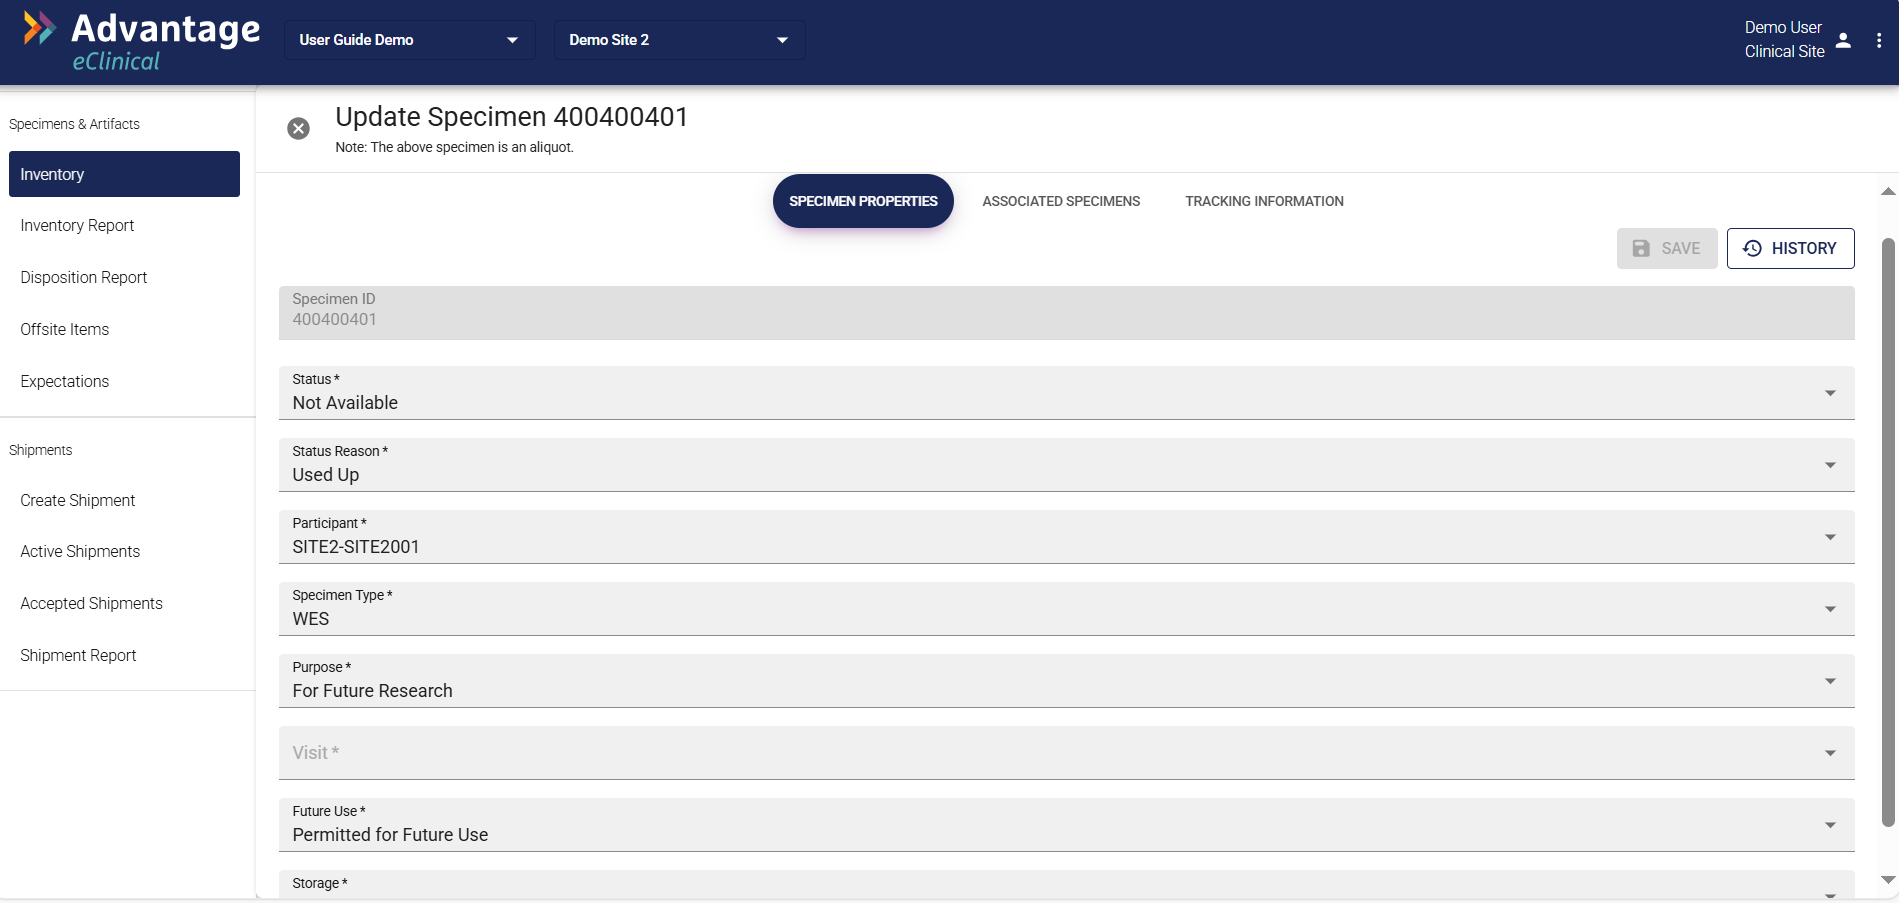 Advantage
eClinical
User Guide Demo
Demo Site 2
Demo User
Clinical Site
Specimens & Artifacts
Inventory
Inventory Report
Disposition Report
Offsite Items
Expectations
Shipments
Create Shipment
Active Shipments
Accepted Shipments
Shipment Report
Update Specimen 400400401
Note: The above specimen is an aliquot.
SPECIMEN PROPERTIES
ASSOCIATED SPECIMENS
TRACKING INFORMATION
SAVE
HISTORY
Specimen ID
400400401
Status *
Not Available
Status Reason *
Used Up
Participant *
SITE2-SITE2001
Specimen Type *
WES
Purpose *
For Future Research
Visit *
Future Use *
Permitted for Future Use
Storage *